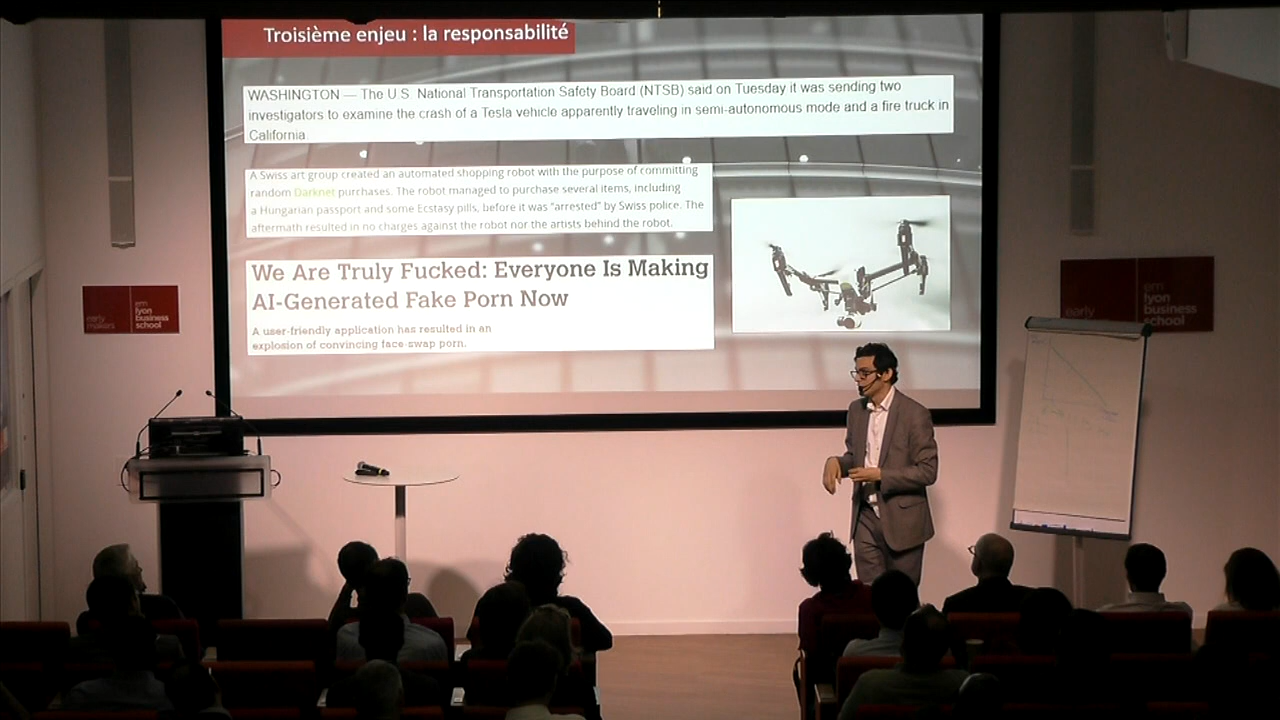 Troisième enjeu : la responsabilité
WASHINGTON — The U.S. National Transportation Safety Board (NTSB) said on Tuesday it was sending two
investigators to examine the crash of a Tesla vehicle apparently traveling in semi-autonomous mode and a fire truck in
California.
A Swiss art group created an automated shopping robot with the purpose of committing
random Darknet purchases. The robot managed to purchase several items, including
a Hungarian passport and some Ecstasy pills, before it was "arrested" by Swiss police. The
aftermath resulted in no charges against the robot nor the artists behind the robot.
We Are Truly Fucked: Everyone Is Making
AI-Generated Fake Porn Now
A user-friendly application has resulted in an
explosion of convincing face-swap porn.
early
makers
em
lyon
business
school
early
em
lyon
business
school